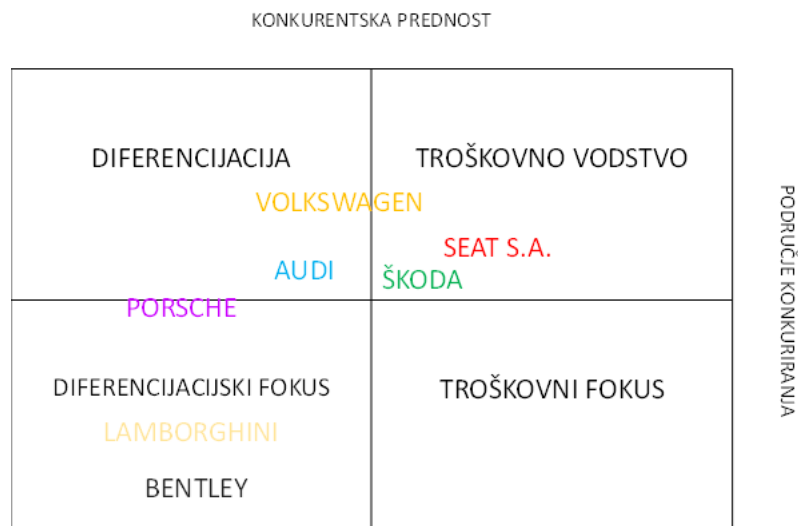 KONKURENTSKA PREDNOST
DIFERENCIJACIJA
TROŠKOVNO VODSTVO
VOLKSWAGEN
SEAT S.A.
AUDI
ŠKODA
PORSCHE
DIFERENCIJACIJSKI FOKUS
TROŠKOVNI FOKUS
LAMBORGHINI
BENTLEY
PODRUČJE KONKURIRANJA